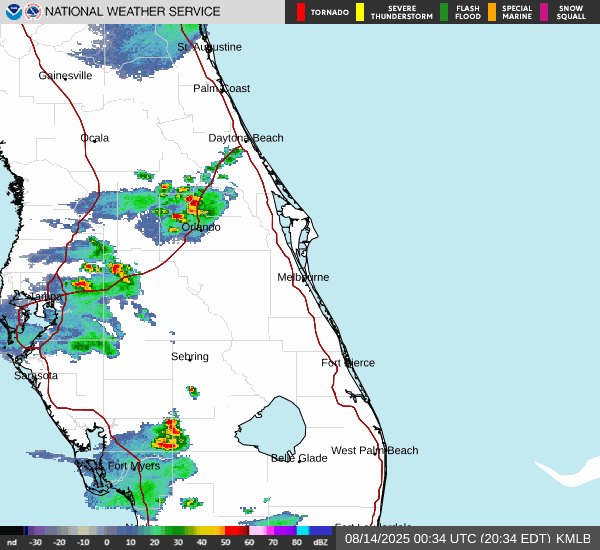 NATIONAL WEATHER SERVICE
TORNADO
SEVERE THUNDERSTORM
FLASH FLOOD
SPECIAL MARINE
SNOW SQUALL
St. Augustine
Gainesville
Palm Coast
Ocala
Daytona Beach
Orlando
Melbourne
Tampa
Sebring
Fort Pierce
Sarasota
West Palm Beach
Belle Glade
Fort Myers
Fort Lauderdale
nd -30 -20 -10 0 10 20 30 40 50 60 70 80 dBZ
08/14/2025 00:34 UTC (20:34 EDT) KMLB